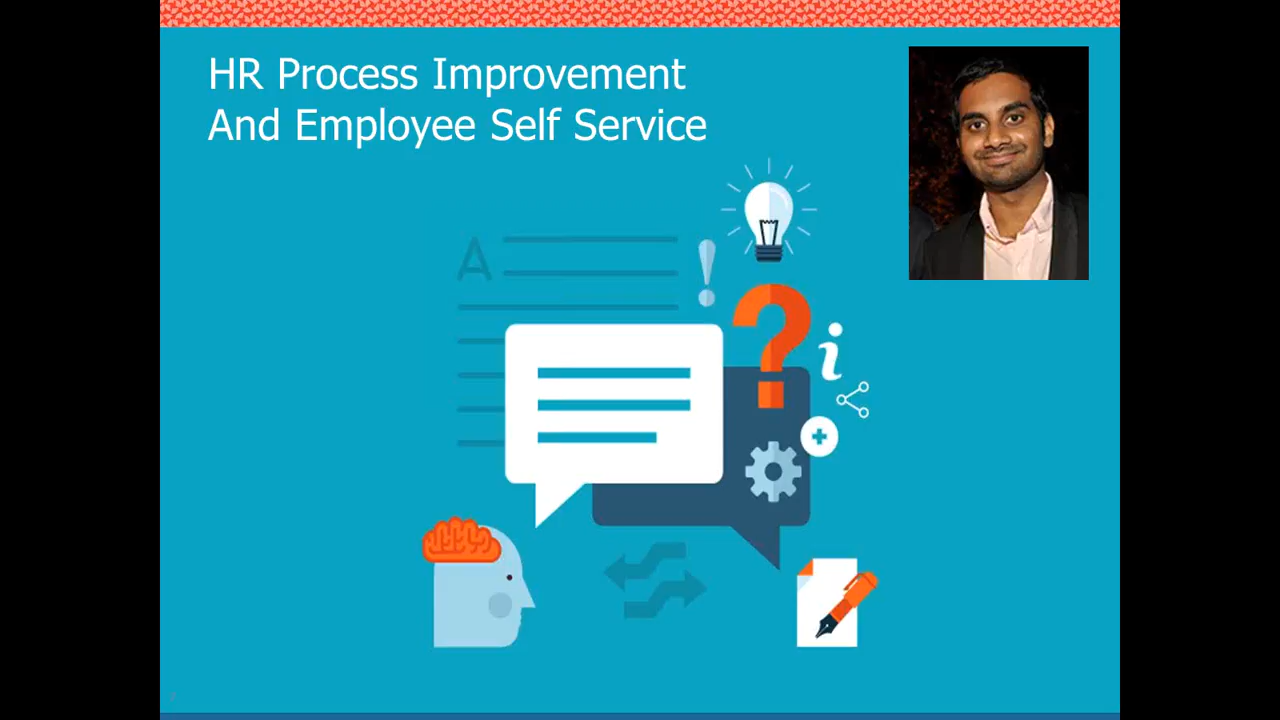 HR Process Improvement
And Employee Self Service
A
!
?
i